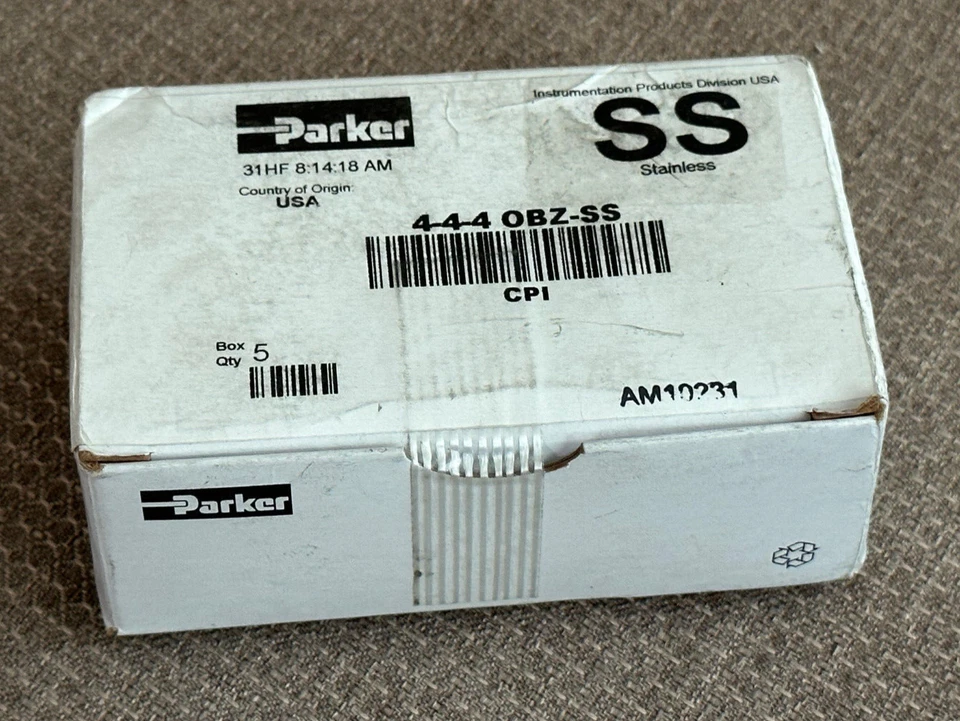 Parker
Instrumentation Products Division USA
SS
Stainless
31HF 8:14:18 AM
Country of Origin:
USA
4-4-4 OBZ-SS
CPI
Box
Qty 5
Parker